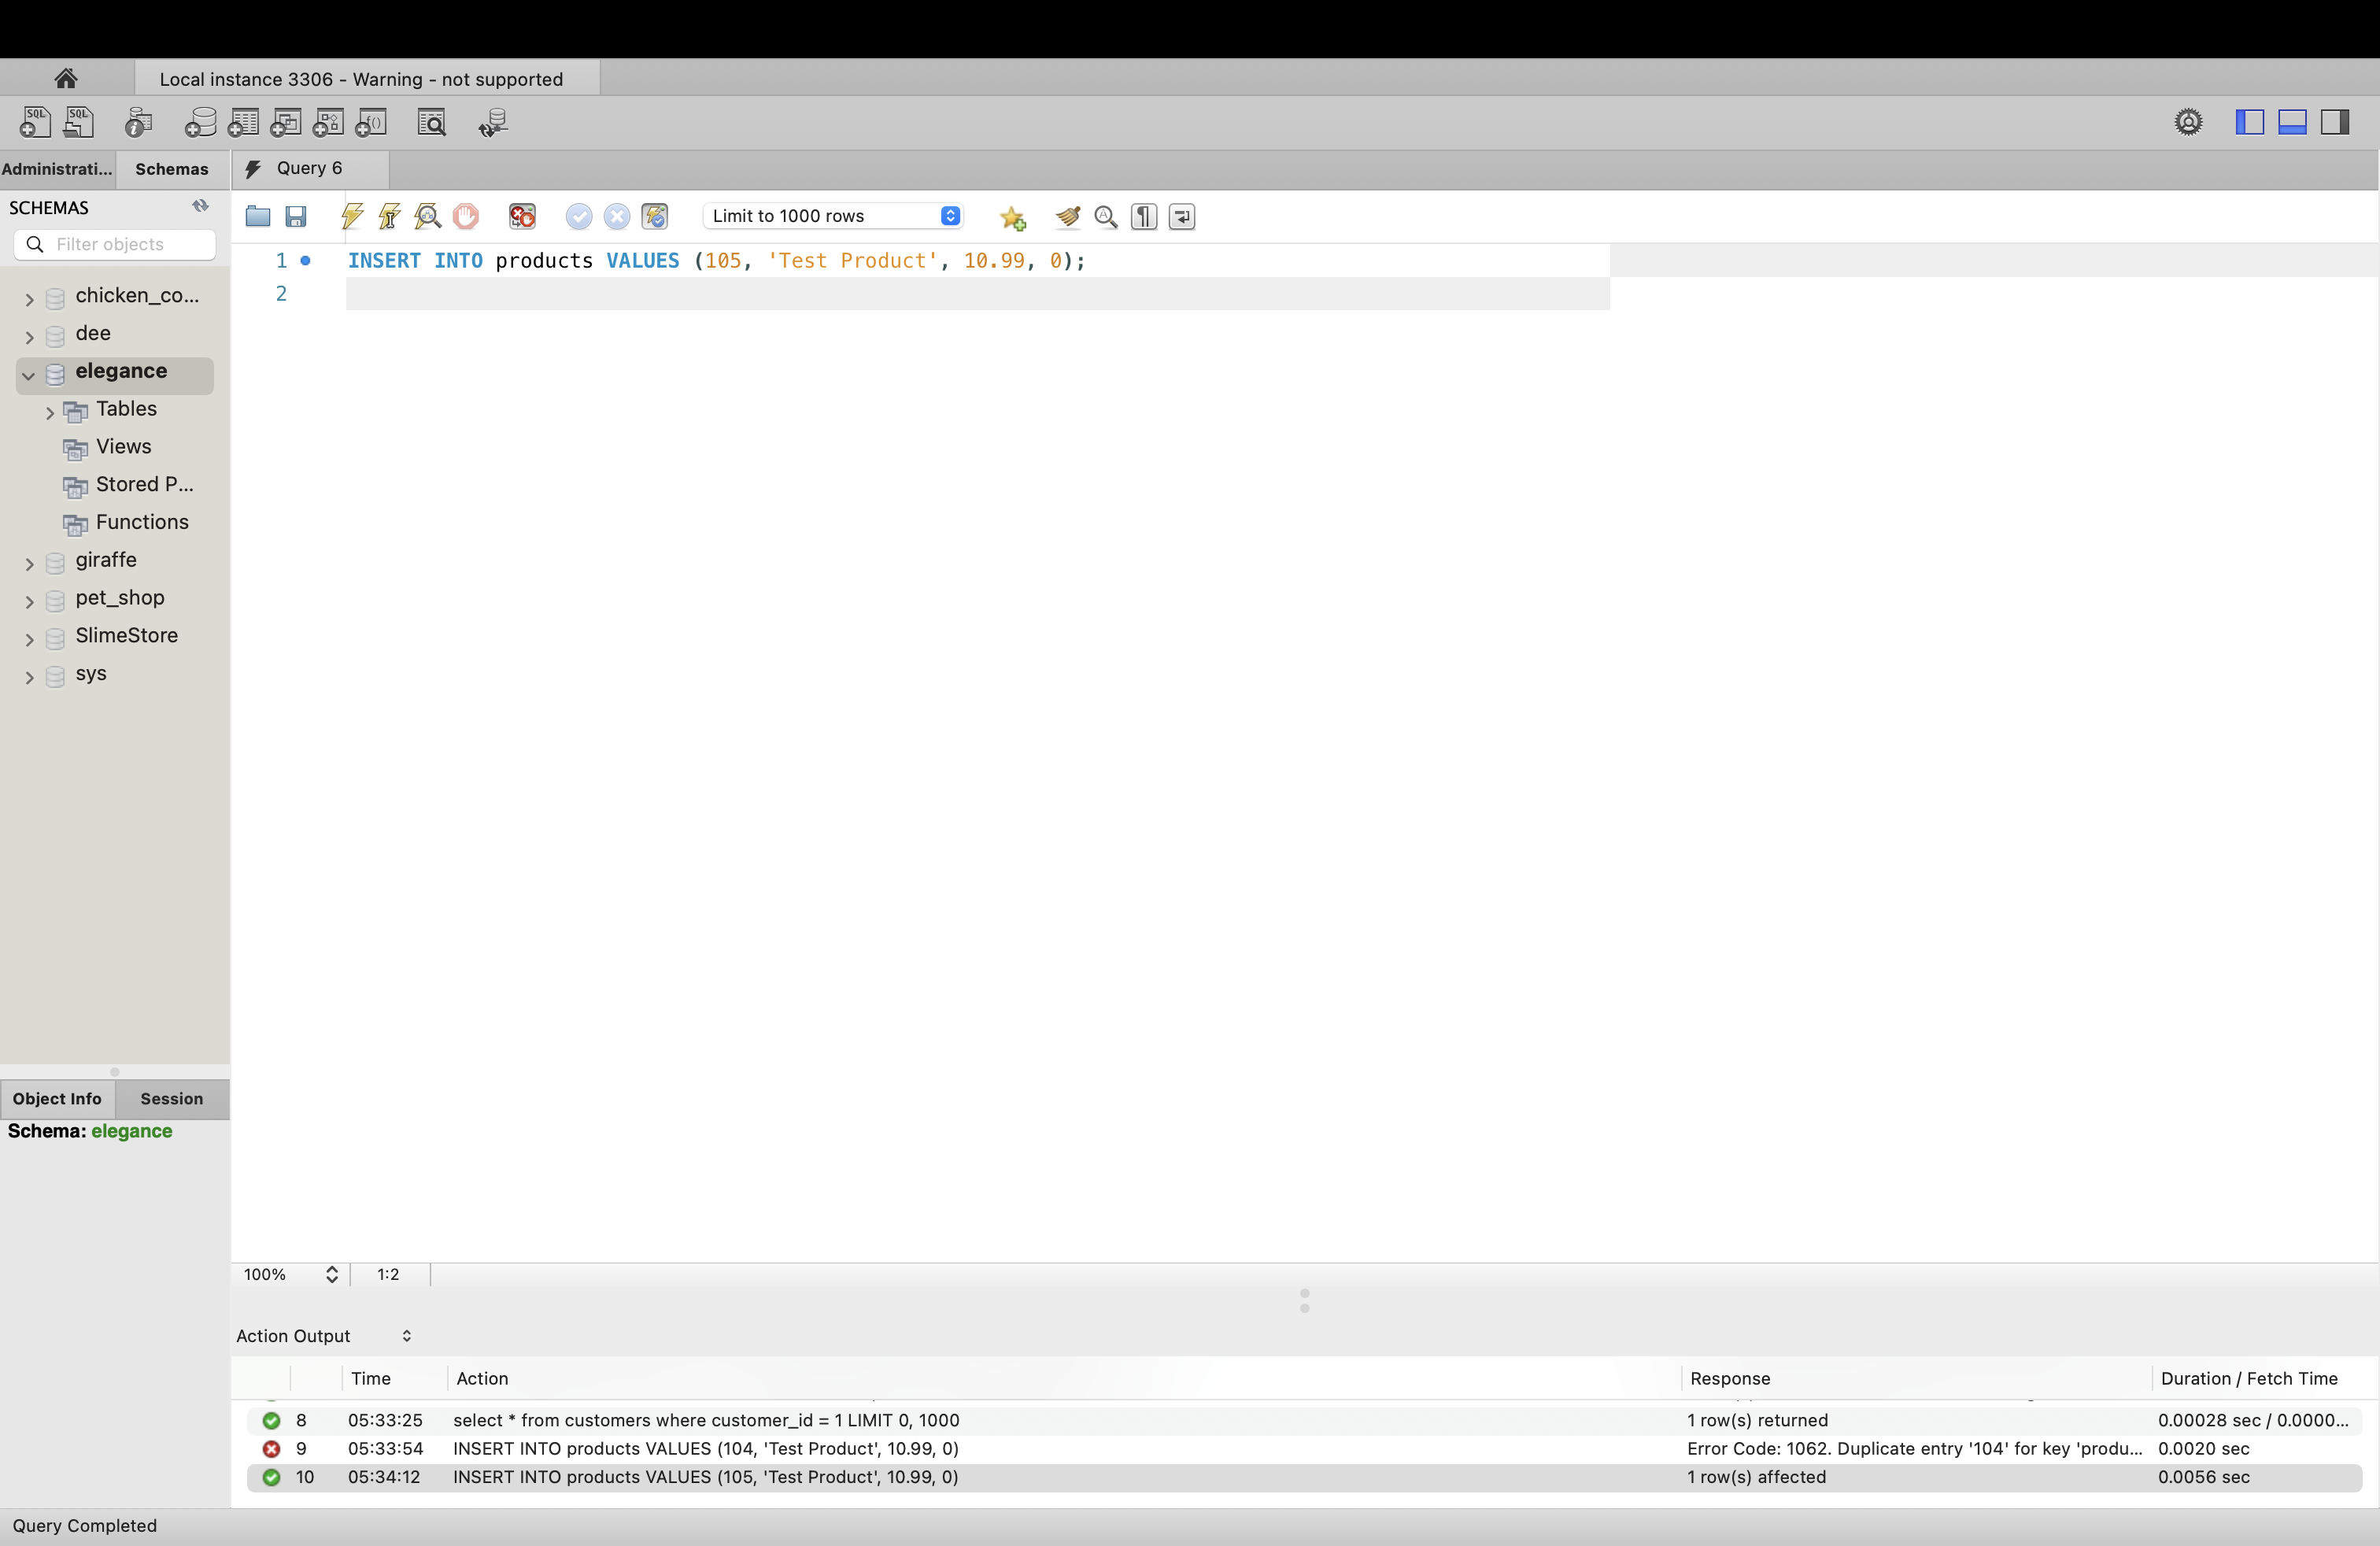 Local instance 3306 - Warning - not supported
SQL SQL
Administrati... Schemas Query 6
SCHEMAS
Limit to 1000 rows
Filter objects
1 INSERT INTO products VALUES (105, 'Test Product', 10.99, 0);
2
chicken_co...
dee
elegance
Tables
Views
Stored P...
Functions
giraffe
pet_shop
SlimeStore
sys
Object Info Session
Schema: elegance
100% 1:2
Action Output
Time Action Response Duration / Fetch Time
8 05:33:25 select * from customers where customer_id = 1 LIMIT 0, 1000 1 row(s) returned 0.00028 sec / 0.0000...
9 05:33:54 INSERT INTO products VALUES (104, 'Test Product', 10.99, 0) Error Code: 1062. Duplicate entry '104' for key 'produ... 0.0020 sec
10 05:34:12 INSERT INTO products VALUES (105, 'Test Product', 10.99, 0) 1 row(s) affected 0.0056 sec
Query Completed